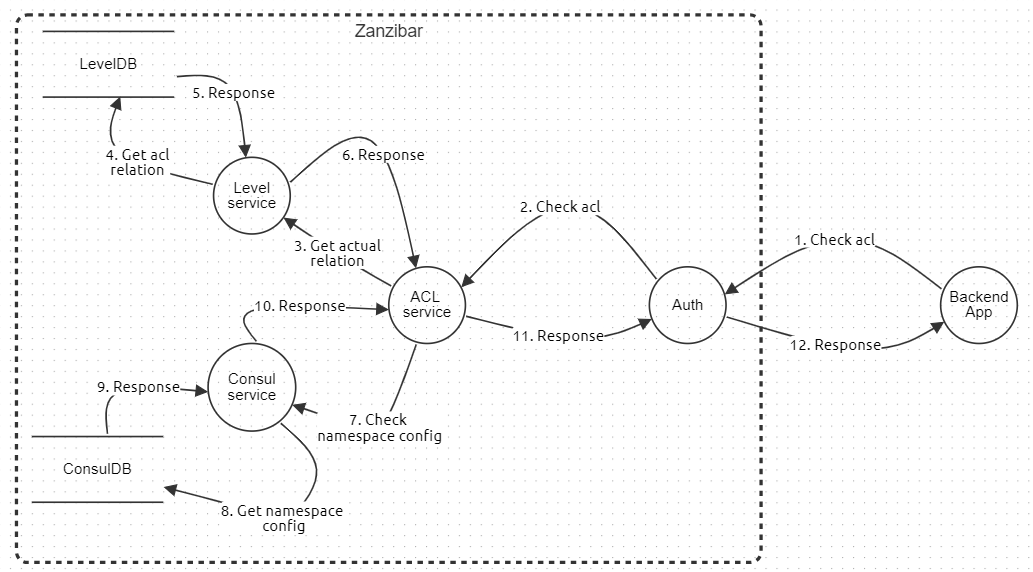 Zanzibar
LevelDB
5. Response
4. Get acl
relation
6. Response
Level
service
2. Check acl
1. Check acl
3. Get actual
relation
10. Response
ACL
service
Auth
Backend
App
11. Response
12. Response
9. Response
Consul
service
7. Check
namespace config
ConsulDB
8. Get namespace
config